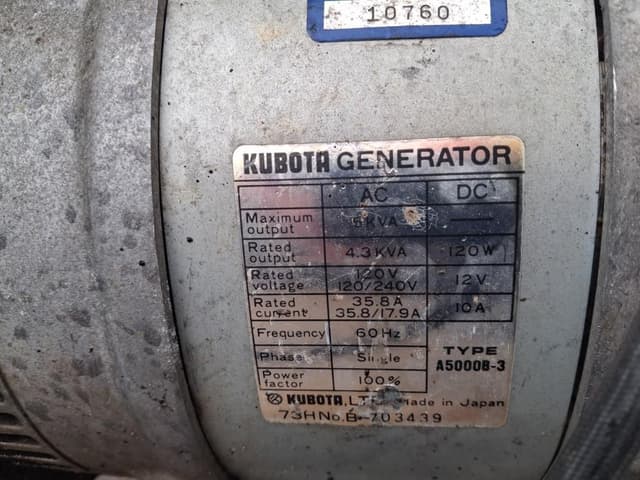 10760
KUBOTA GENERATOR
AC DC
Maximum output 5KVA
Rated output 4.3KVA 120W
Rated voltage 120V 120/240V 12V
Rated current 35.8A 35.8/17.9A 10A
Frequency 60Hz
Phase Single
TYPE
A5000B-3
Power factor 100%
KUBOTA, LTD. Made in Japan
73HNo.B-703439